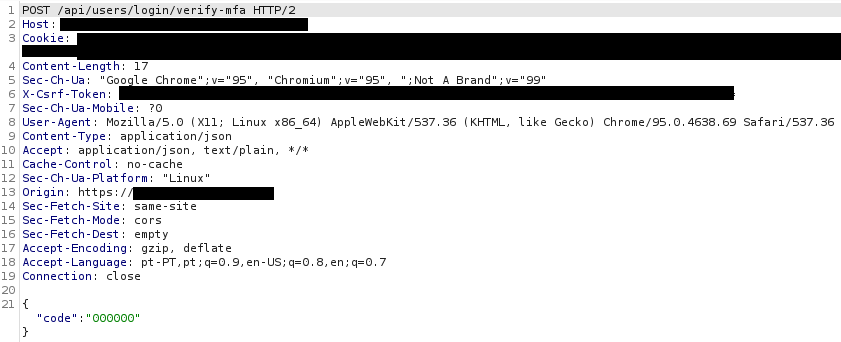 1 POST /api/users/login/verify-mfa HTTP/2
2 Host:
3 Cookie:
4 Content-Length: 17
5 Sec-Ch-Ua: "Google Chrome";v="95", "Chromium";v="95", ";Not A Brand";v="99"
6 X-Csrf-Token:
7 Sec-Ch-Ua-Mobile: ?0
8 User-Agent: Mozilla/5.0 (X11; Linux x86_64) AppleWebKit/537.36 (KHTML, like Gecko) Chrome/95.0.4638.69 Safari/537.36
9 Content-Type: application/json
10 Accept: application/json, text/plain, */*
11 Cache-Control: no-cache
12 Sec-Ch-Ua-Platform: "Linux"
13 Origin: https://
14 Sec-Fetch-Site: same-site
15 Sec-Fetch-Mode: cors
16 Sec-Fetch-Dest: empty
17 Accept-Encoding: gzip, deflate
18 Accept-Language: pt-PT,pt;q=0.9,en-US;q=0.8,en;q=0.7
19 Connection: close
20
21 {
"code":"000000"
}